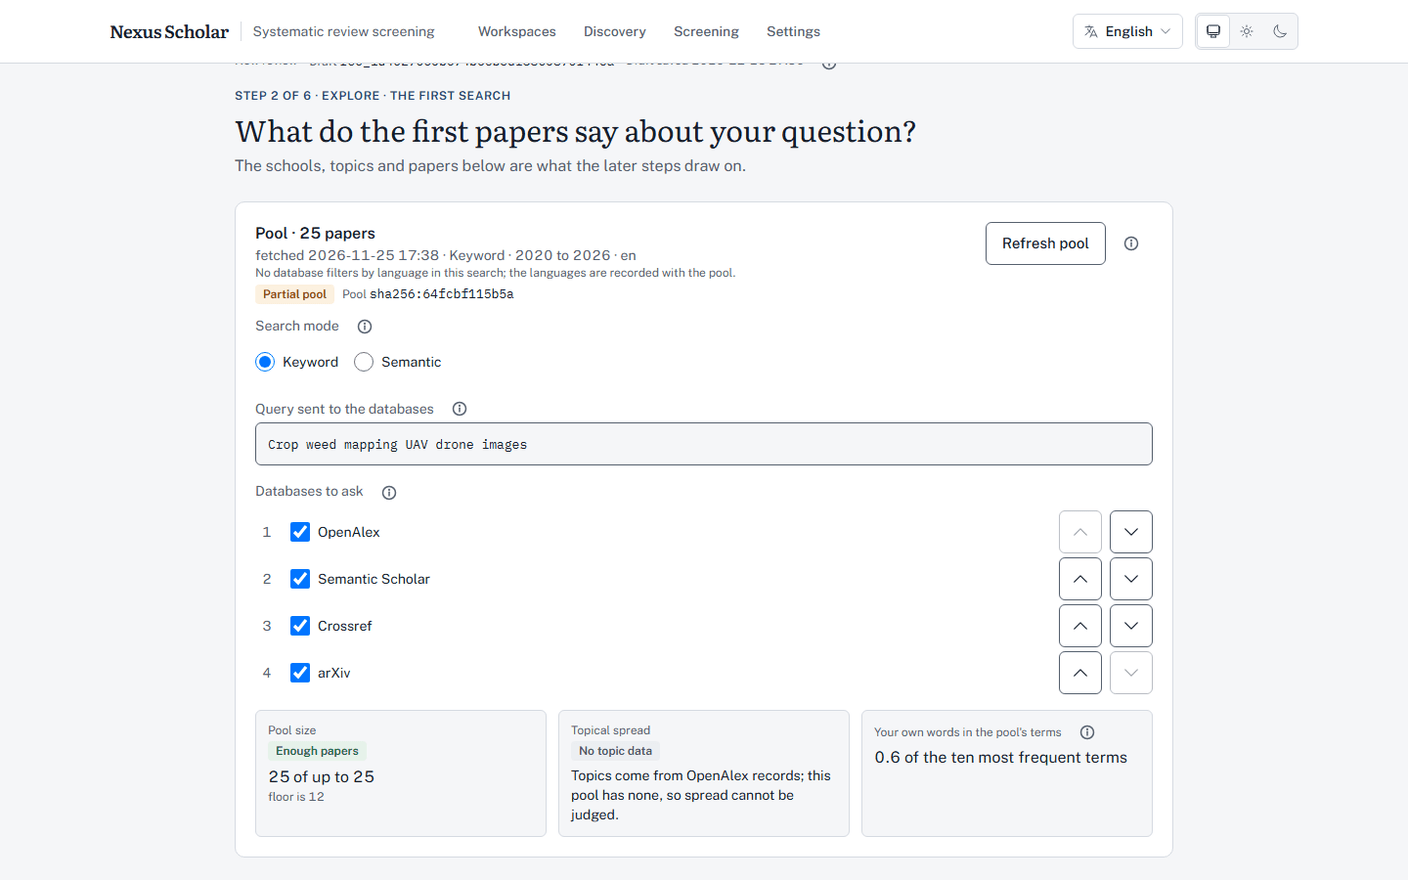 Nexus Scholar
Systematic review screening
Workspaces
Discovery
Screening
Settings
English
STEP 2 OF 6 · EXPLORE · THE FIRST SEARCH
What do the first papers say about your question?
The schools, topics and papers below are what the later steps draw on.
Pool · 25 papers
Refresh pool
fetched 2026-11-25 17:38 · Keyword · 2020 to 2026 · en
No database filters by language in this search; the languages are recorded with the pool.
Partial pool
Pool sha256:64fcbf115b5a
Search mode
Keyword
Semantic
Query sent to the databases
Crop weed mapping UAV drone images
Databases to ask
1 OpenAlex
2 Semantic Scholar
3 Crossref
4 arXiv
Pool size
Enough papers
25 of up to 25
floor is 12
Topical spread
No topic data
Topics come from OpenAlex records; this
pool has none, so spread cannot be
judged.
Your own words in the pool's terms
0.6 of the ten most frequent terms